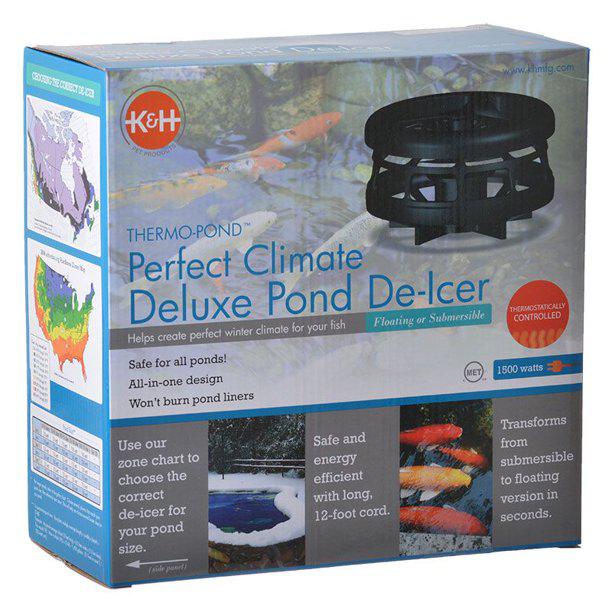 CHOOSING THE CORRECT DE-ICER
K&H
PET PRODUCTS
www.khmfg.com
THERMO-POND™
Perfect Climate
Deluxe Pond De-Icer
Helps create perfect winter climate for your fish
Floating or Submersible
THERMOSTATICALLY
CONTROLLED
Safe for all ponds!
All-in-one design
Won't burn pond liners
MET
1500 watts
Use our
zone chart to
choose the
correct
de-icer for
your pond
size.
(side panel)
Safe and
energy
efficient
with long,
12-foot cord.
Transforms
from
submersible
to floating
version in
seconds.